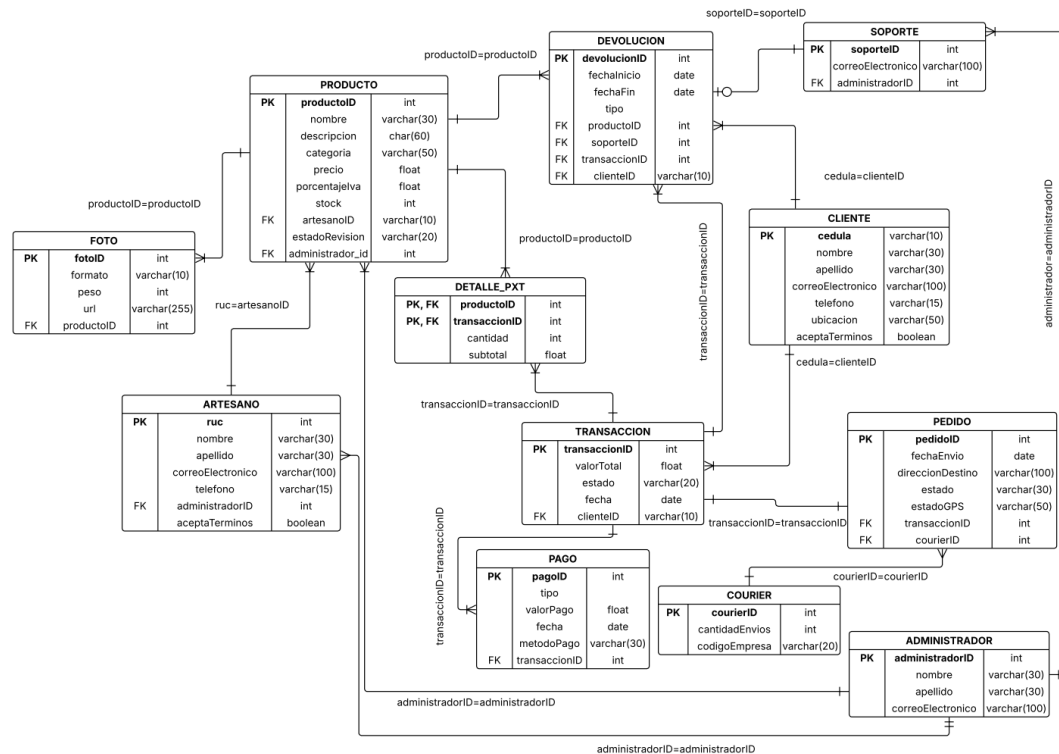 soporteID=soporteID
SOPORTE
PK soporteID int
correoElectronico varchar(100)
FK administradorID int
DEVOLUCION
PK devolucionID int
fechaInicio date
fechaFin date
tipo
FK productoID int
FK soporteID int
FK transaccionID int
FK clienteID varchar(10)
productoID=productoID
PRODUCTO
PK productoID int
nombre varchar(30)
descripcion char(60)
categoria varchar(50)
precio float
porcentajeIva float
stock int
FK artesanoID varchar(10)
estadoRevision varchar(20)
FK administrador_id int
cedula=clienteID
administrador=administradorID
productoID=productoID
FOTO
PK fotoID int
formato varchar(10)
peso int
url varchar(255)
FK productoID int
CLIENTE
PK cedula varchar(10)
nombre varchar(30)
apellido varchar(30)
correoElectronico varchar(100)
telefono varchar(15)
ubicacion varchar(50)
aceptaTerminos boolean
productoID=productoID
transaccionID=transaccionID
DETALLE_PXT
PK, FK productoID int
PK, FK transaccionID int
cantidad int
subtotal float
ruc=artesanoID
cedula=clienteID
ARTESANO
PK ruc int
nombre varchar(30)
apellido varchar(30)
correoElectronico varchar(100)
telefono varchar(15)
FK administradorID int
aceptaTerminos boolean
transaccionID=transaccionID
TRANSACCION
PK transaccionID int
valorTotal float
estado varchar(20)
fecha date
FK clienteID varchar(10)
PEDIDO
PK pedidoID int
fechaEnvio date
direccionDestino varchar(100)
estado varchar(30)
estadoGPS varchar(50)
FK transaccionID int
FK courierID int
transaccionID=transaccionID
transaccionID=transaccionID
PAGO
PK pagoID int
tipo
valorPago float
fecha date
metodoPago varchar(30)
FK transaccionID int
courierID=courierID
COURIER
PK courierID int
cantidadEnvios int
codigoEmpresa varchar(20)
ADMINISTRADOR
PK administradorID int
nombre varchar(30)
apellido varchar(30)
correoElectronico varchar(100)
administradorID=administradorID
administradorID=administradorID